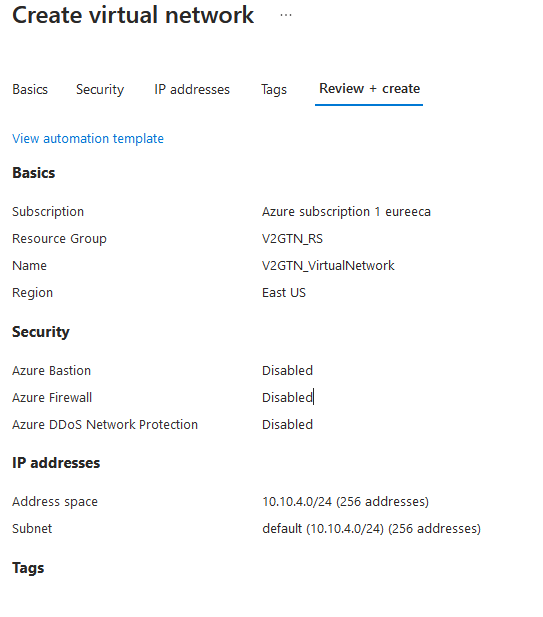 Create virtual network ...
Basics Security IP addresses Tags Review + create
View automation template
Basics
Subscription Azure subscription 1 eureeca
Resource Group V2GTN_RS
Name V2GTN_VirtualNetwork
Region East US
Security
Azure Bastion Disabled
Azure Firewall Disabled
Azure DDoS Network Protection Disabled
IP addresses
Address space 10.10.4.0/24 (256 addresses)
Subnet default (10.10.4.0/24) (256 addresses)
Tags